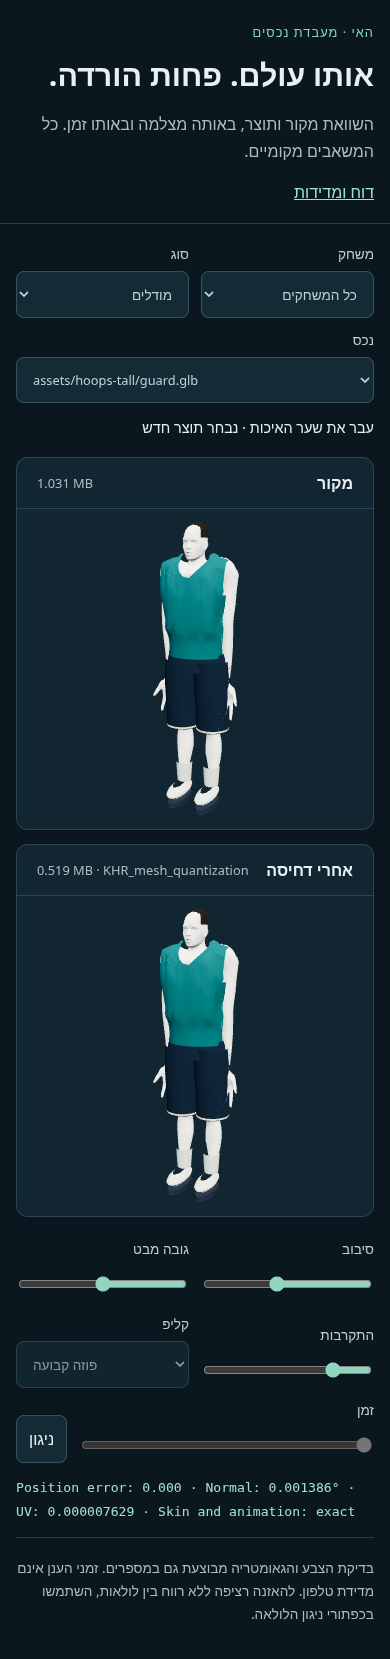 האי · מעבדת נכסים
אותו עולם. פחות הורדה.
השוואת מקור ותוצר, באותה מצלמה ובאותו זמן. כל
המשאבים מקומיים.
דוח ומדידות
משחק
סוג
כל המשחקים
מודלים
נכס
assets/hoops-tall/guard.glb
עבר את שער האיכות · נבחר תוצר חדש
מקור
1.031 MB
אחרי דחיסה
0.519 MB · KHR_mesh_quantization
סיבוב
גובה מבט
התקרבות
קליפ
פוזה קבועה
זמן
ניגון
Position error: 0.000 · Normal: 0.001386° ·
UV: 0.000007629 · Skin and animation: exact
בדיקת הצבע והגאומטריה מבוצעת גם במספרים. זמני הענן אינם
מדידת טלפון. להאזנה רציפה ללא רווח בין לולאות, השתמשו
בכפתורי ניגון הלולאה.